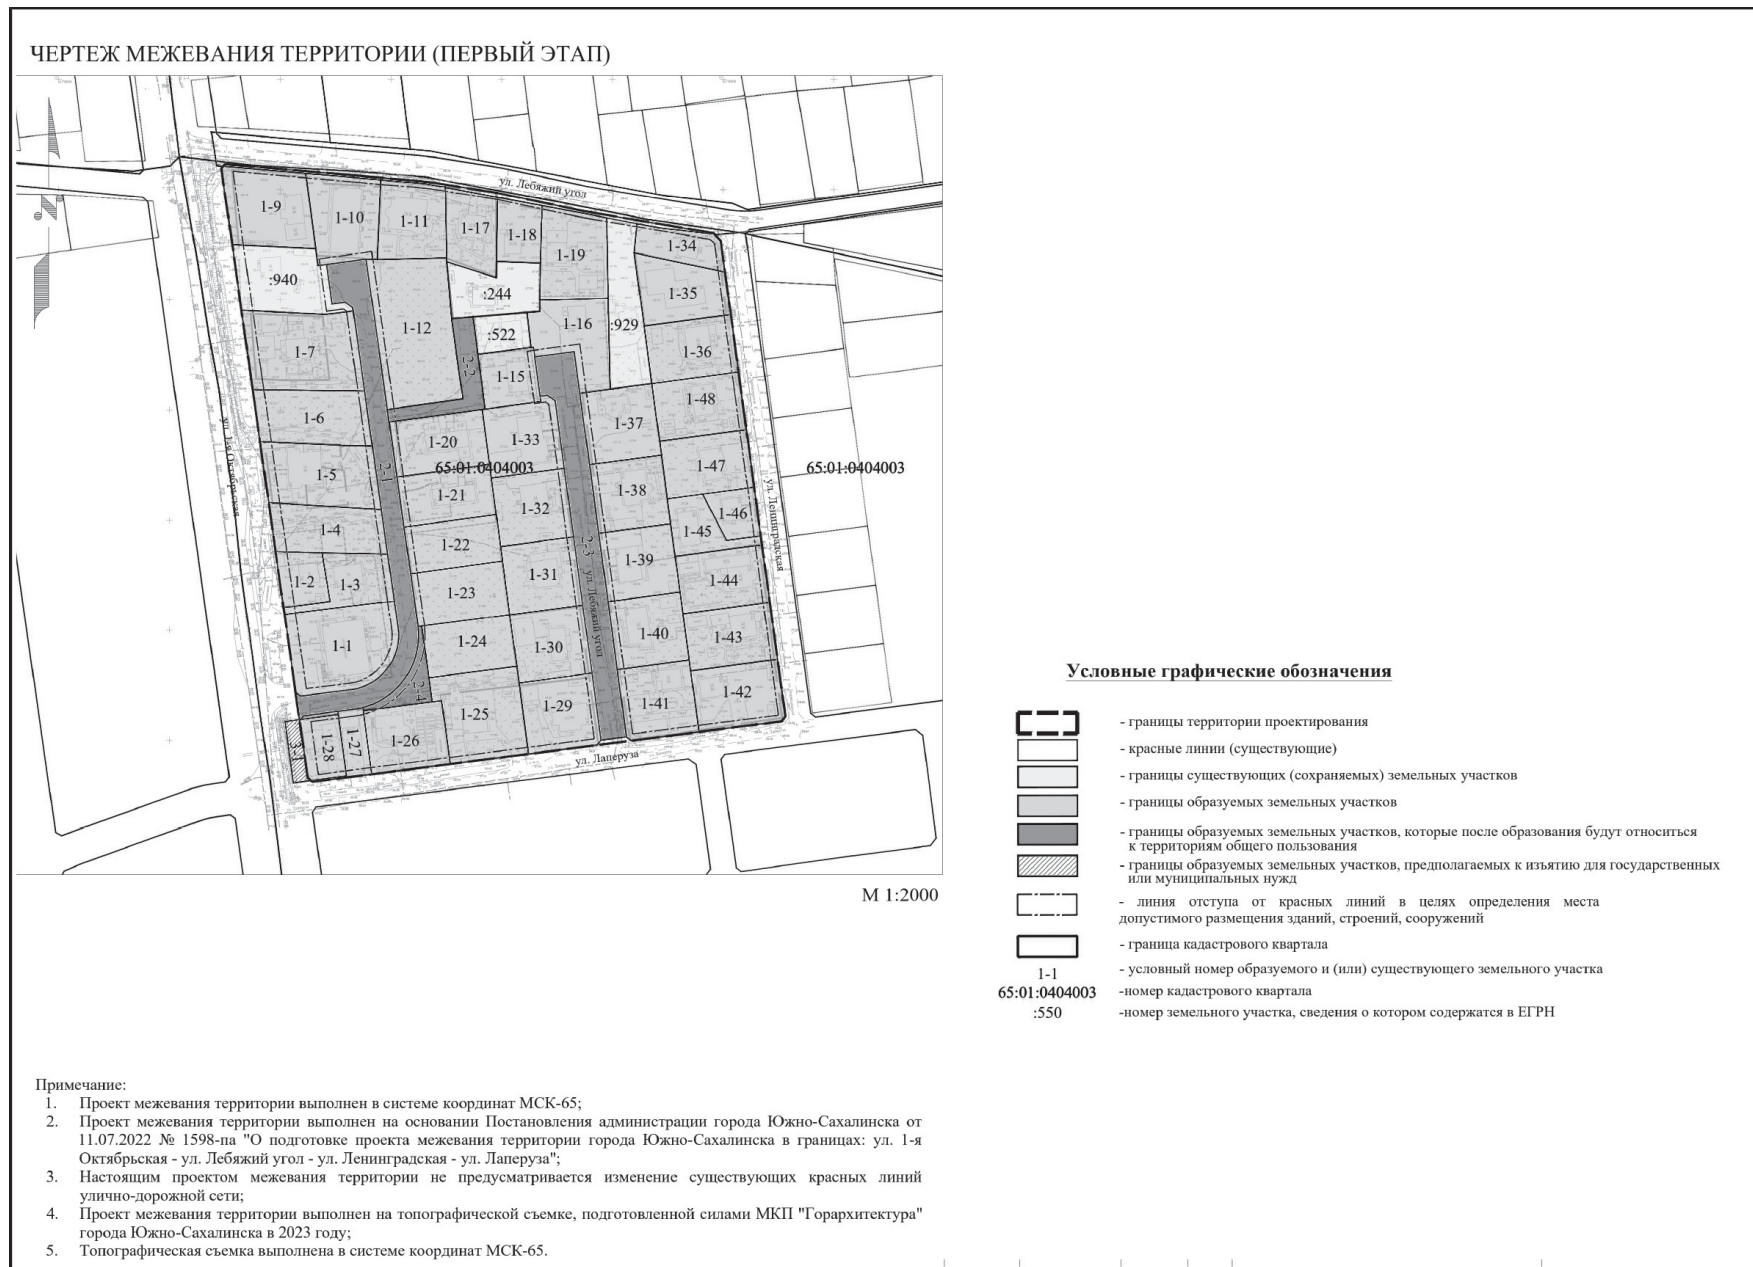 ЧЕРТЕЖ МЕЖЕВАНИЯ ТЕРРИТОРИИ (ПЕРВЫЙ ЭТАП)
ул. Лебяжий угол
1-9
1-10
1-11
1-17
1-18
1-19
1-34
:940
:244
1-35
1-12
1-16
:929
:522
1-7
1-36
2-2
1-15
1-48
1-6
1-37
1-20
1-33
ул. 1-я Октябрьская
2-1
65:01:0404003
1-47
65:01:0404003
1-5
1-21
1-38
1-32
1-46
1-4
1-45
ул. Ленинградская
1-22
2-3
1-39
1-2
1-3
1-31
1-44
1-23
ул. Лебяжий угол
1-1
1-24
1-30
1-40
1-43
2-4
1-42
1-25
1-29
1-41
3-1
1-28
1-27
1-26
ул. Лаперуза
М 1:2000
Условные графические обозначения
- границы территории проектирования
- красные линии (существующие)
- границы существующих (сохраняемых) земельных участков
- границы образуемых земельных участков
- границы образуемых земельных участков, которые после образования будут относиться
к территориям общего пользования
- границы образуемых земельных участков, предполагаемых к изъятию для государственных
или муниципальных нужд
- линия отступа от красных линий в целях определения места
допустимого размещения зданий, строений, сооружений
- граница кадастрового квартала
1-1 - условный номер образуемого и (или) существующего земельного участка
65:01:0404003 -номер кадастрового квартала
:550 -номер земельного участка, сведения о котором содержатся в ЕГРН
Примечание:
1. Проект межевания территории выполнен в системе координат МСК-65;
2. Проект межевания территории выполнен на основании Постановления администрации города Южно-Сахалинска от
11.07.2022 № 1598-па "О подготовке проекта межевания территории города Южно-Сахалинска в границах: ул. 1-я
Октябрьская - ул. Лебяжий угол - ул. Ленинградская - ул. Лаперуза";
3. Настоящим проектом межевания территории не предусматривается изменение существующих красных линий
улично-дорожной сети;
4. Проект межевания территории выполнен на топографической съемке, подготовленной силами МКП "Горархитектура"
города Южно-Сахалинска в 2023 году;
5. Топографическая съемка выполнена в системе координат МСК-65.